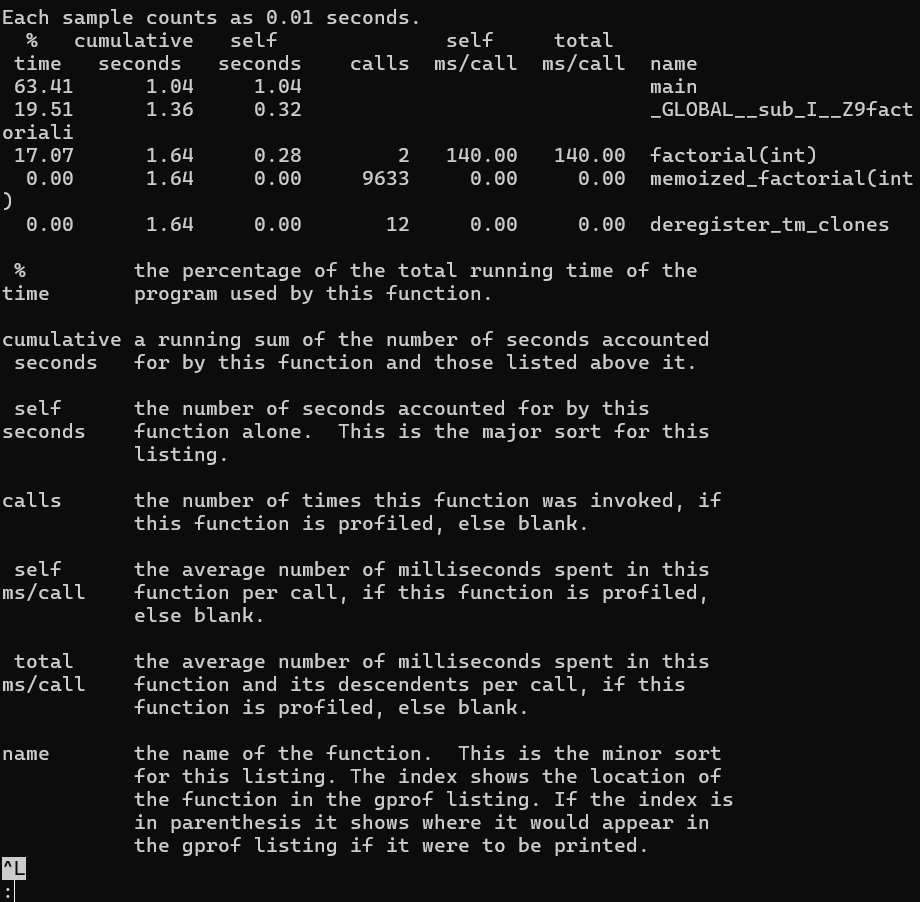 Each sample counts as 0.01 seconds.
  %   cumulative   self              self     total
 time   seconds   seconds    calls  ms/call  ms/call  name
 63.41      1.04     1.04                             main
 19.51      1.36     0.32                             _GLOBAL__sub_I__Z9fact
oriali
 17.07      1.64     0.28        2   140.00   140.00  factorial(int)
  0.00      1.64     0.00     9633     0.00     0.00  memoized_factorial(int
)
  0.00      1.64     0.00       12     0.00     0.00  deregister_tm_clones

 %         the percentage of the total running time of the
time       program used by this function.

cumulative a running sum of the number of seconds accounted
 seconds   for by this function and those listed above it.

 self      the number of seconds accounted for by this
seconds    function alone.  This is the major sort for this
           listing.

calls      the number of times this function was invoked, if
           this function is profiled, else blank.

 self      the average number of milliseconds spent in this
ms/call    function per call, if this function is profiled,
           else blank.

 total     the average number of milliseconds spent in this
ms/call    function and its descendents per call, if this
           function is profiled, else blank.

name       the name of the function.  This is the minor sort
           for this listing. The index shows the location of
           the function in the gprof listing. If the index is
           in parenthesis it shows where it would appear in
           the gprof listing if it were to be printed.
^L
: